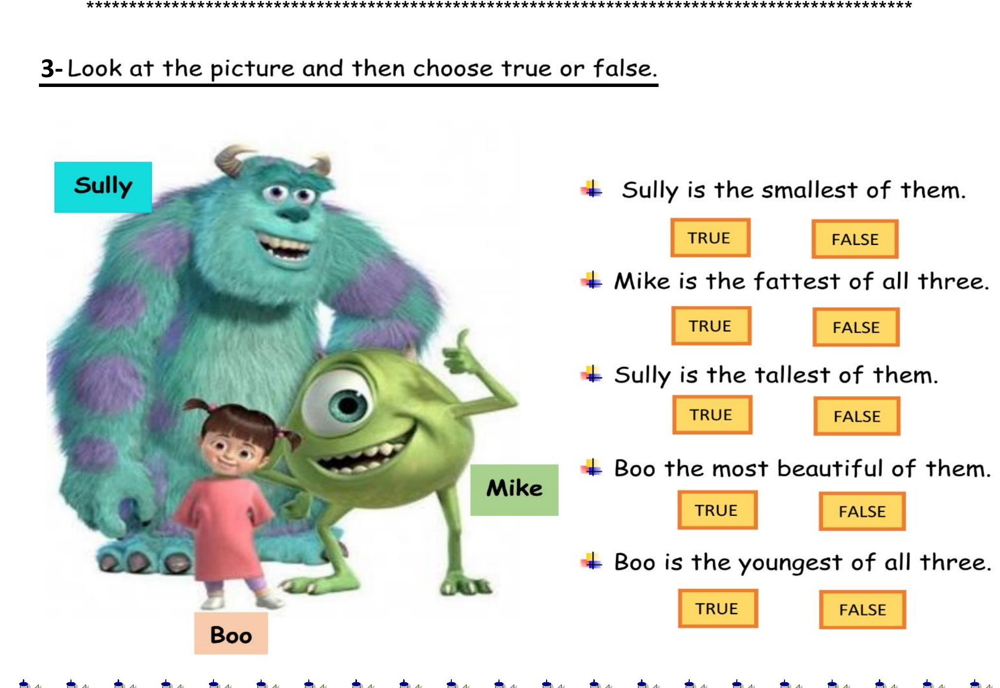 *************************************************************************************************
3- Look at the picture and then choose true or false.
Sully
Sully is the smallest of them.
TRUE FALSE
Mike is the fattest of all three.
TRUE FALSE
Sully is the tallest of them.
TRUE FALSE
Boo the most beautiful of them.
Mike
TRUE FALSE
Boo is the youngest of all three.
TRUE FALSE
Boo